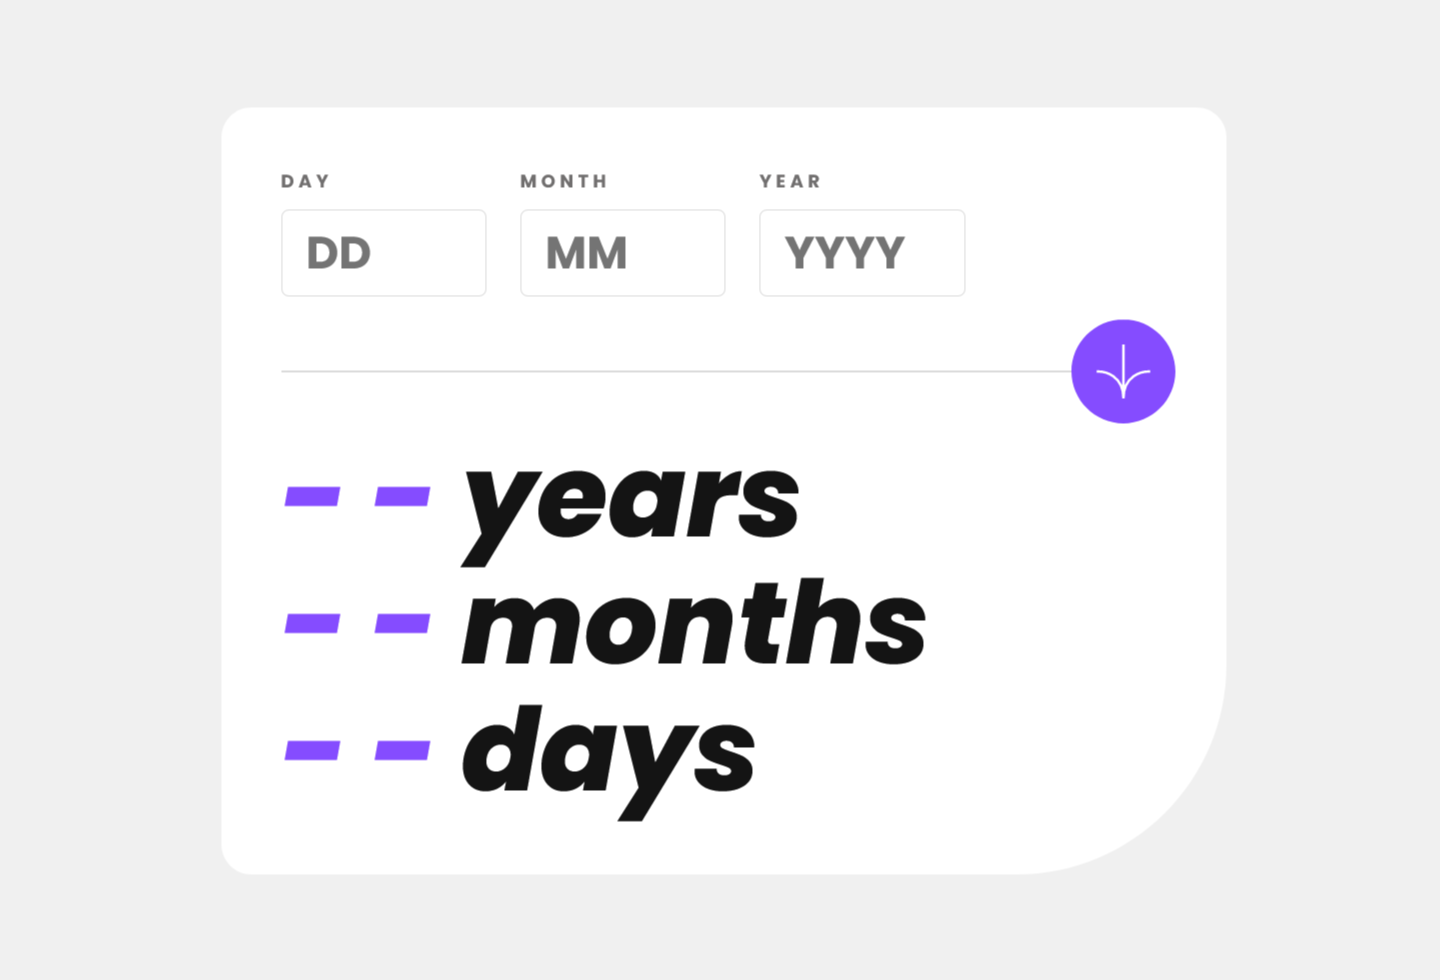 DAY MONTH YEAR
DD MM YYYY
-- years
-- months
-- days